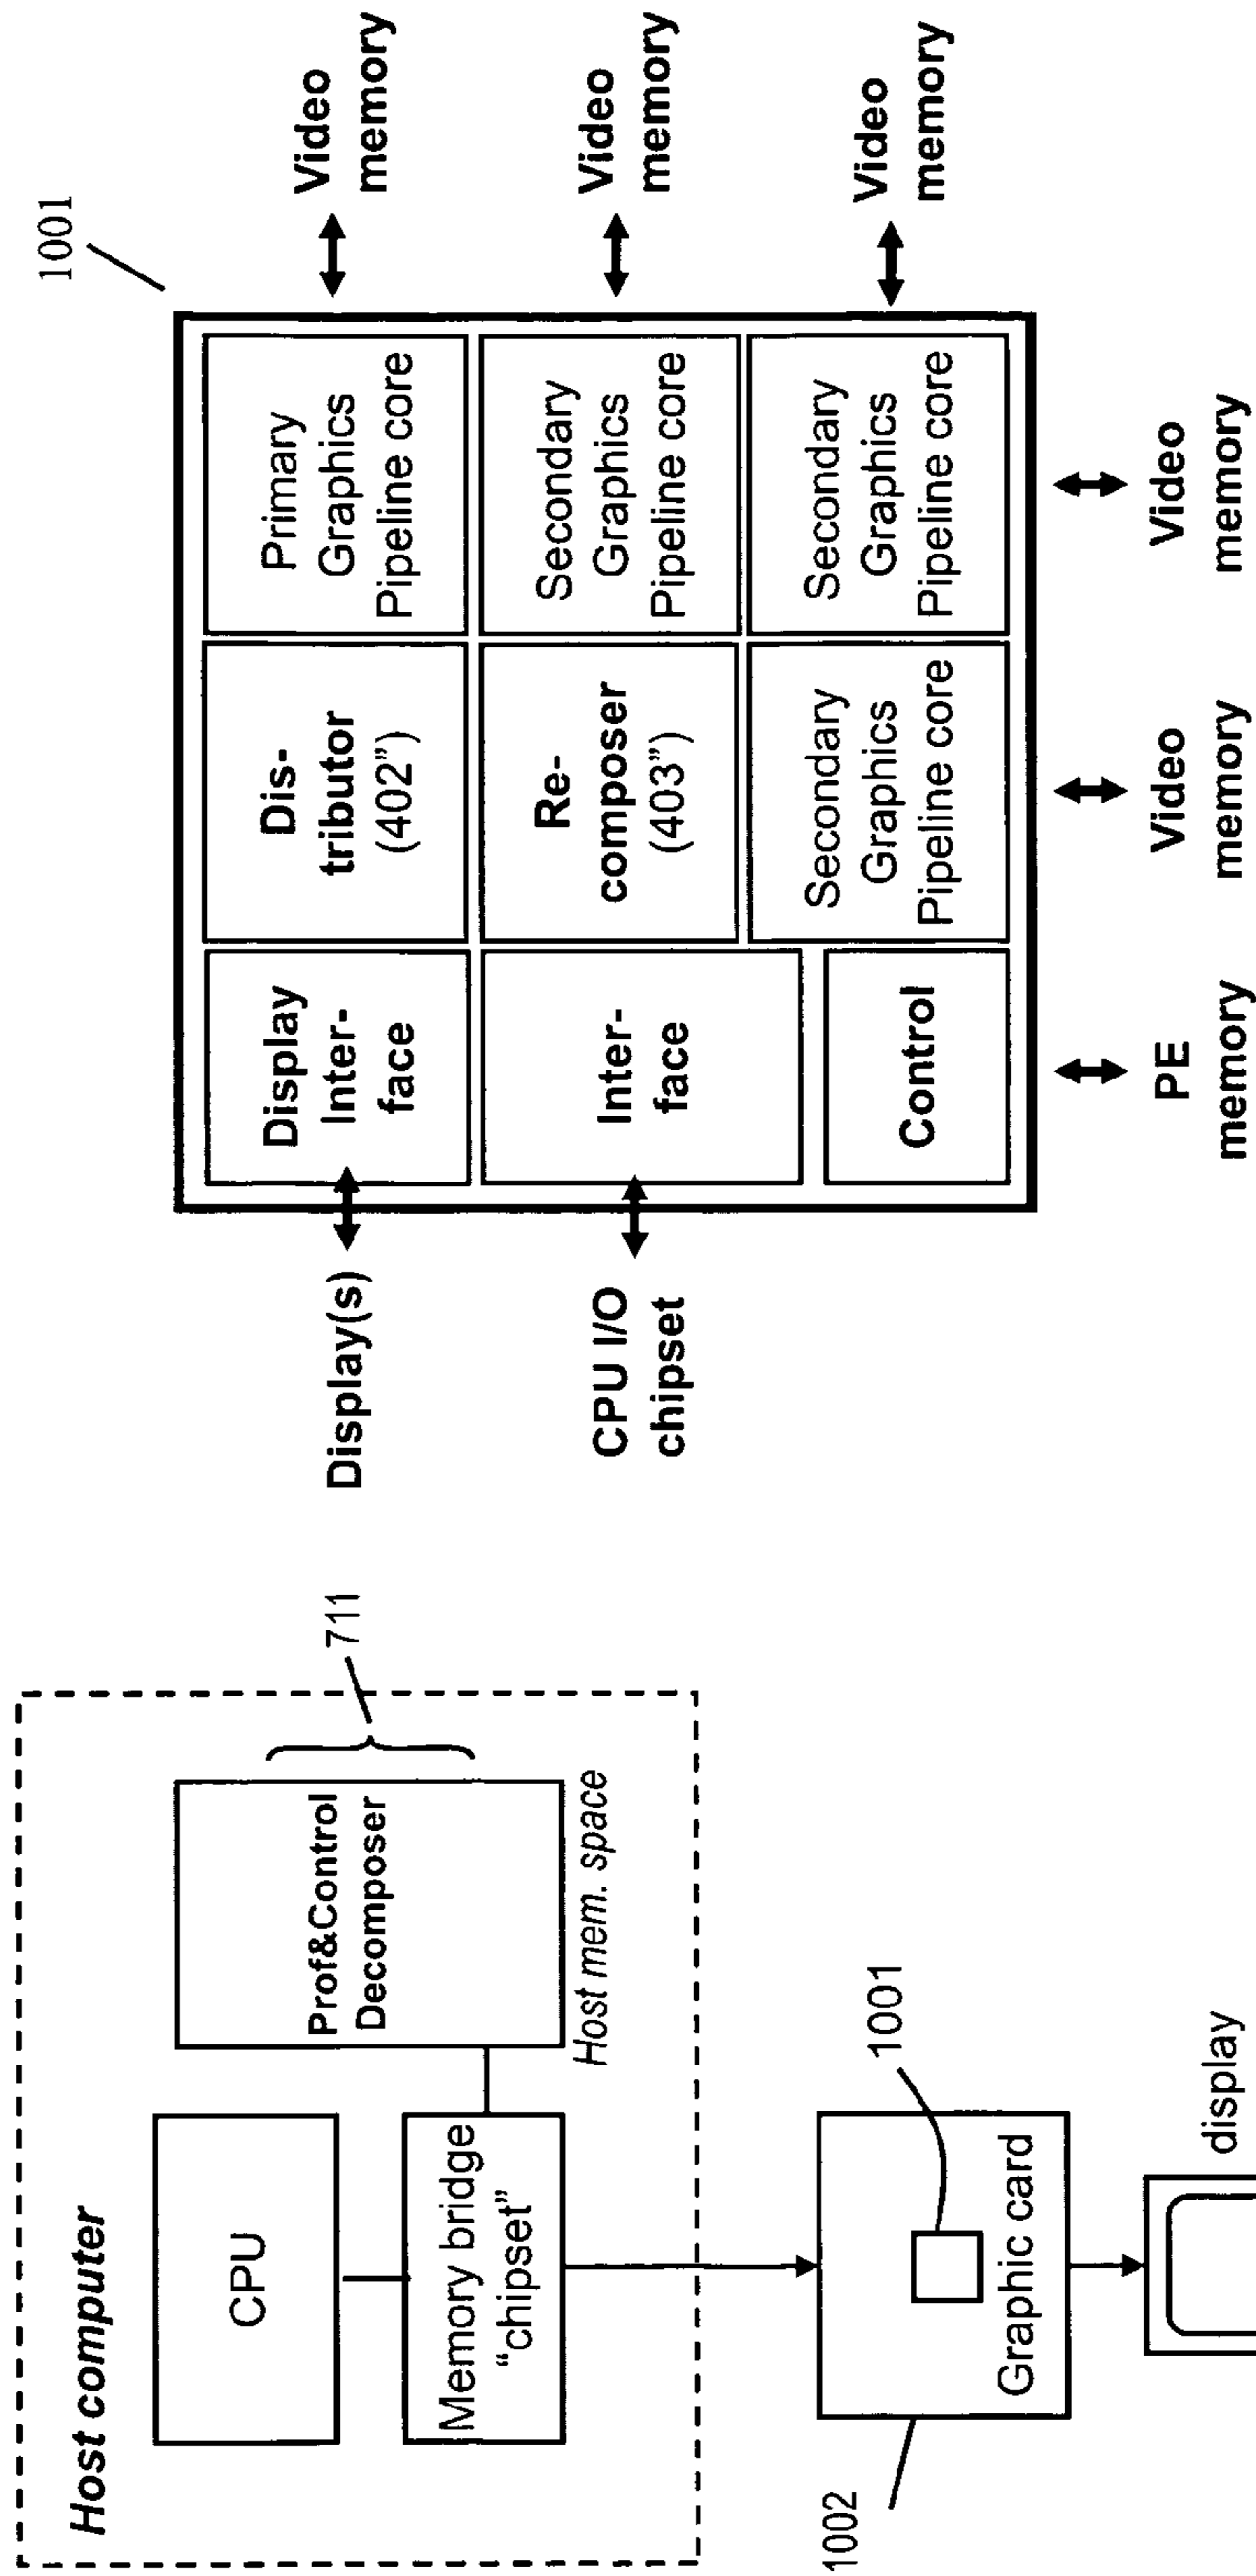 Host computer
CPU
Memory bridge
“chipset”
Prof&Control
Decomposer
Host mem. space
711
1002
1001
Graphic card
display
1001
Display(s)
CPU I/O
chipset
Display
Inter-
face
Dis-
tributor
(402”)
Primary
Graphics
Pipeline core
Video
memory
Inter-
face
Re-
composer
(403”)
Secondary
Graphics
Pipeline core
Video
memory
Control
Secondary
Graphics
Pipeline core
Secondary
Graphics
Pipeline core
Video
memory
PE
memory
Video
memory
Video
memory